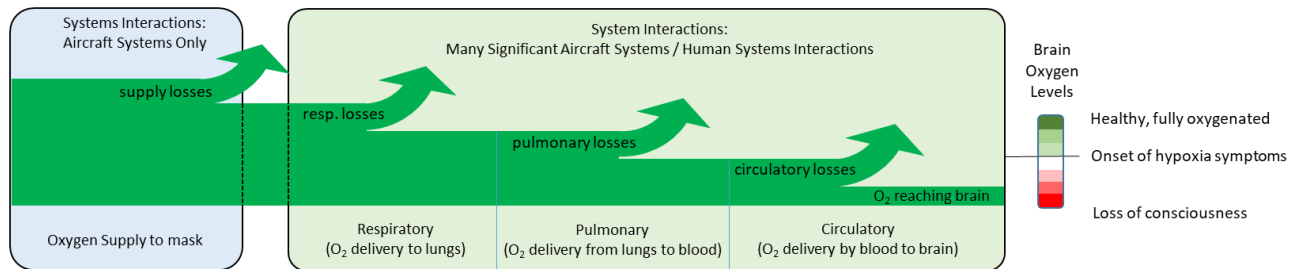 Systems Interactions:
Aircraft Systems Only
System Interactions:
Many Significant Aircraft Systems / Human Systems Interactions
supply losses
resp. losses
pulmonary losses
circulatory losses
O₂ reaching brain
Oxygen Supply to mask
Respiratory
(O₂ delivery to lungs)
Pulmonary
(O₂ delivery from lungs to blood)
Circulatory
(O₂ delivery by blood to brain)
Brain
Oxygen
Levels
Healthy, fully oxygenated
Onset of hypoxia symptoms
Loss of consciousness